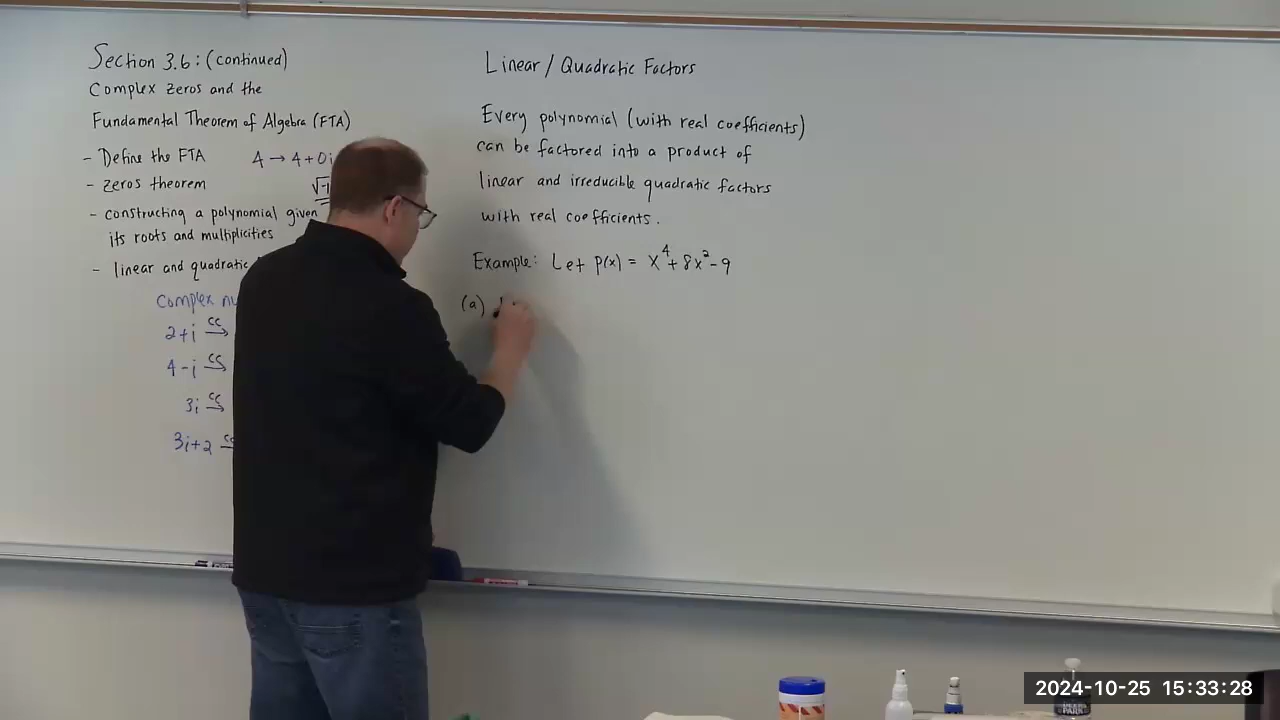 Section 3.6: (continued)
Complex zeros and the
Fundamental Theorem of Algebra (FTA)
- Define the FTA 4 → 4+0i
- zeros theorem √-1
- constructing a polynomial given
its roots and multiplicities
- linear and quadratic
Complex
2+i cc →
4-i cc →
3i cc →
3i+2
Linear / Quadratic Factors
Every polynomial (with real coefficients)
can be factored into a product of
linear and irreducible quadratic factors
with real coefficients.
Example: Let p(x) = x⁴+8x²-9
(a)
2024-10-25 15:33:28